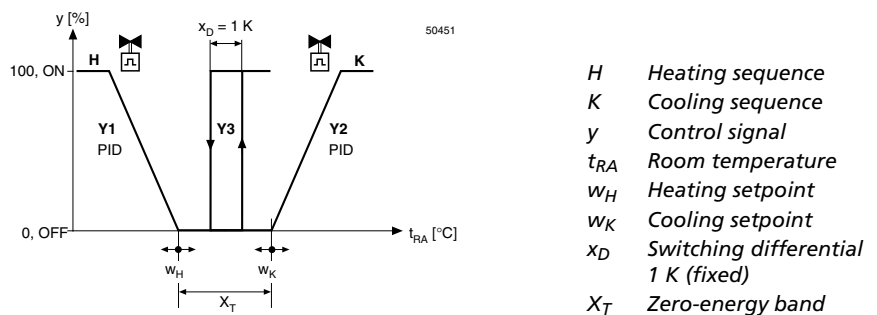 y [%]
x_D = 1 K
50451
H
K
100, ON
Y1
PID
Y3
Y2
PID
0, OFF
t_RA [°C]
w_H
w_K
X_T
H Heating sequence
K Cooling sequence
y Control signal
t_RA Room temperature
w_H Heating setpoint
w_K Cooling setpoint
x_D Switching differential
1 K (fixed)
X_T Zero-energy band